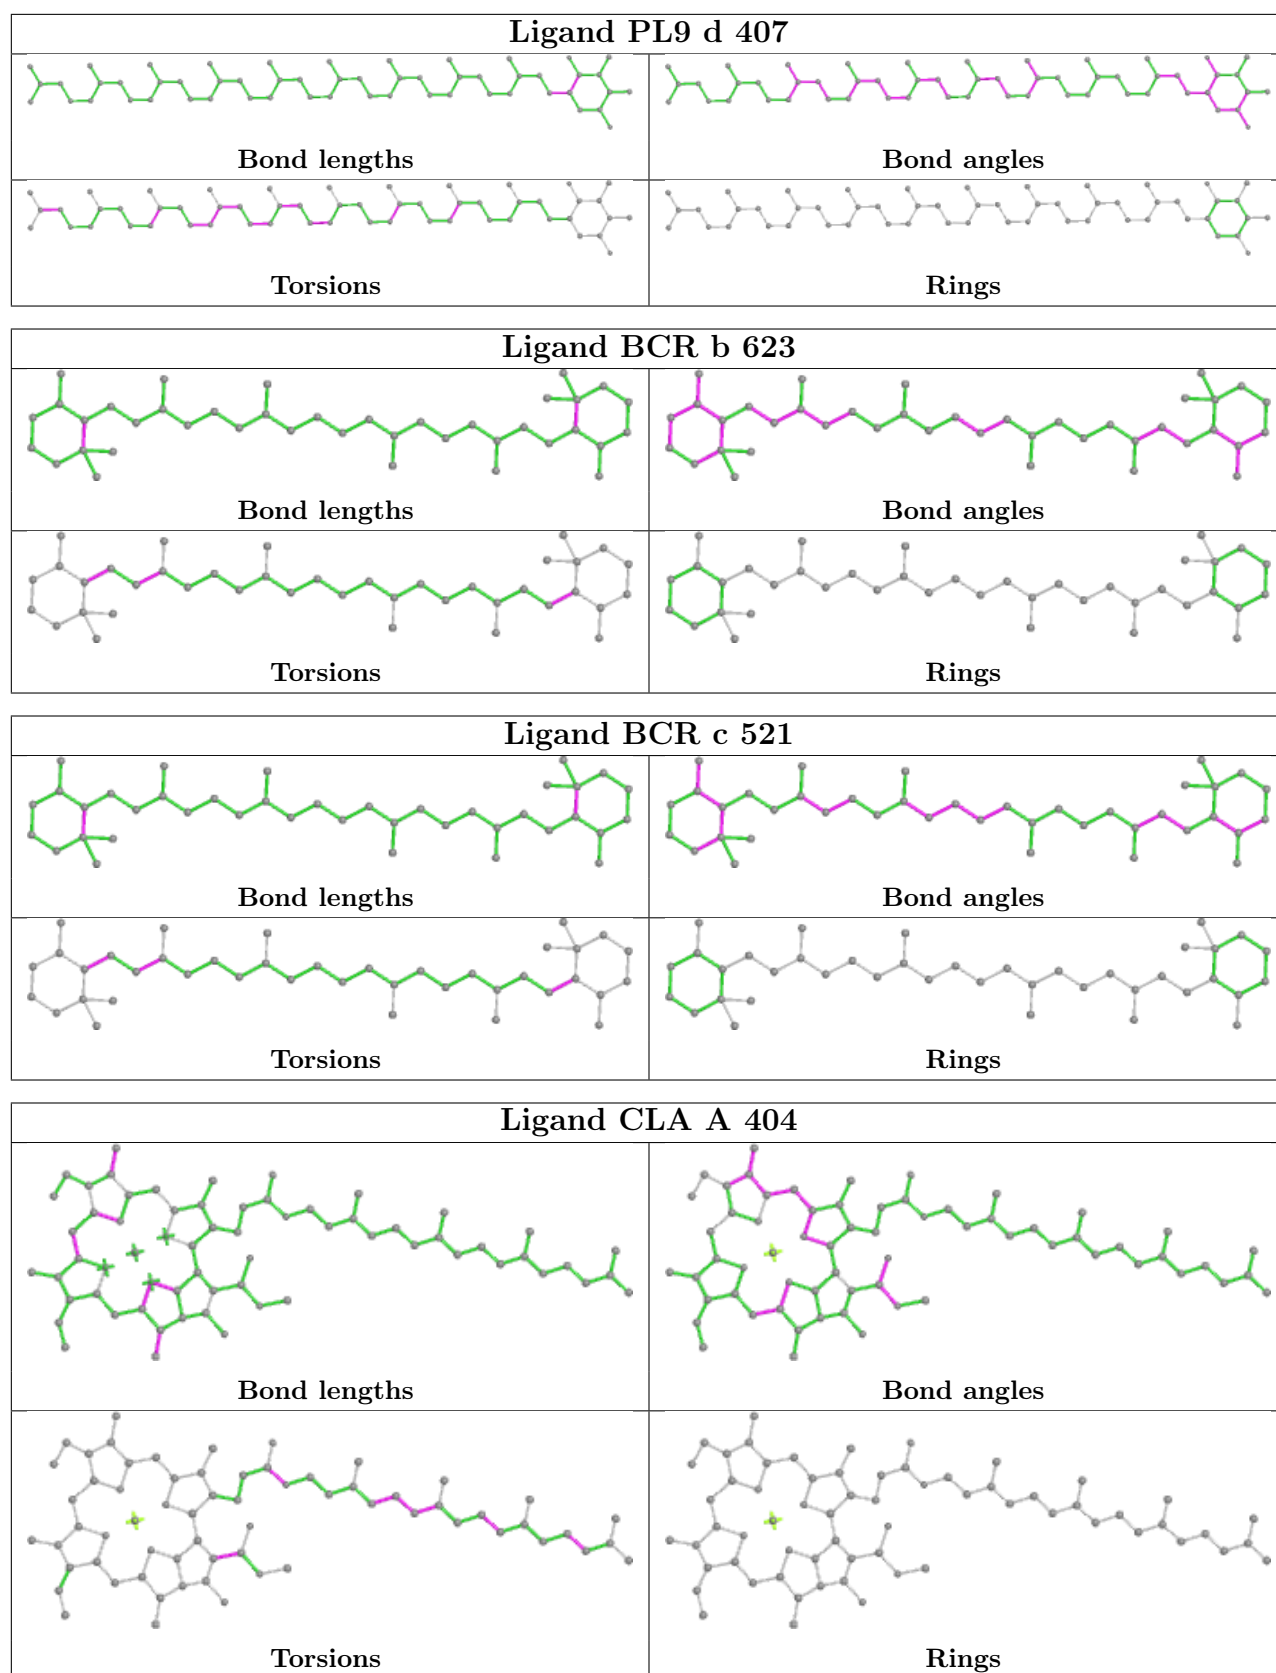 Ligand PL9 d 407
Bond lengths
Bond angles
Torsions
Rings
Ligand BCR b 623
Bond lengths
Bond angles
Torsions
Rings
Ligand BCR c 521
Bond lengths
Bond angles
Torsions
Rings
Ligand CLA A 404
Bond lengths
Bond angles
Torsions
Rings